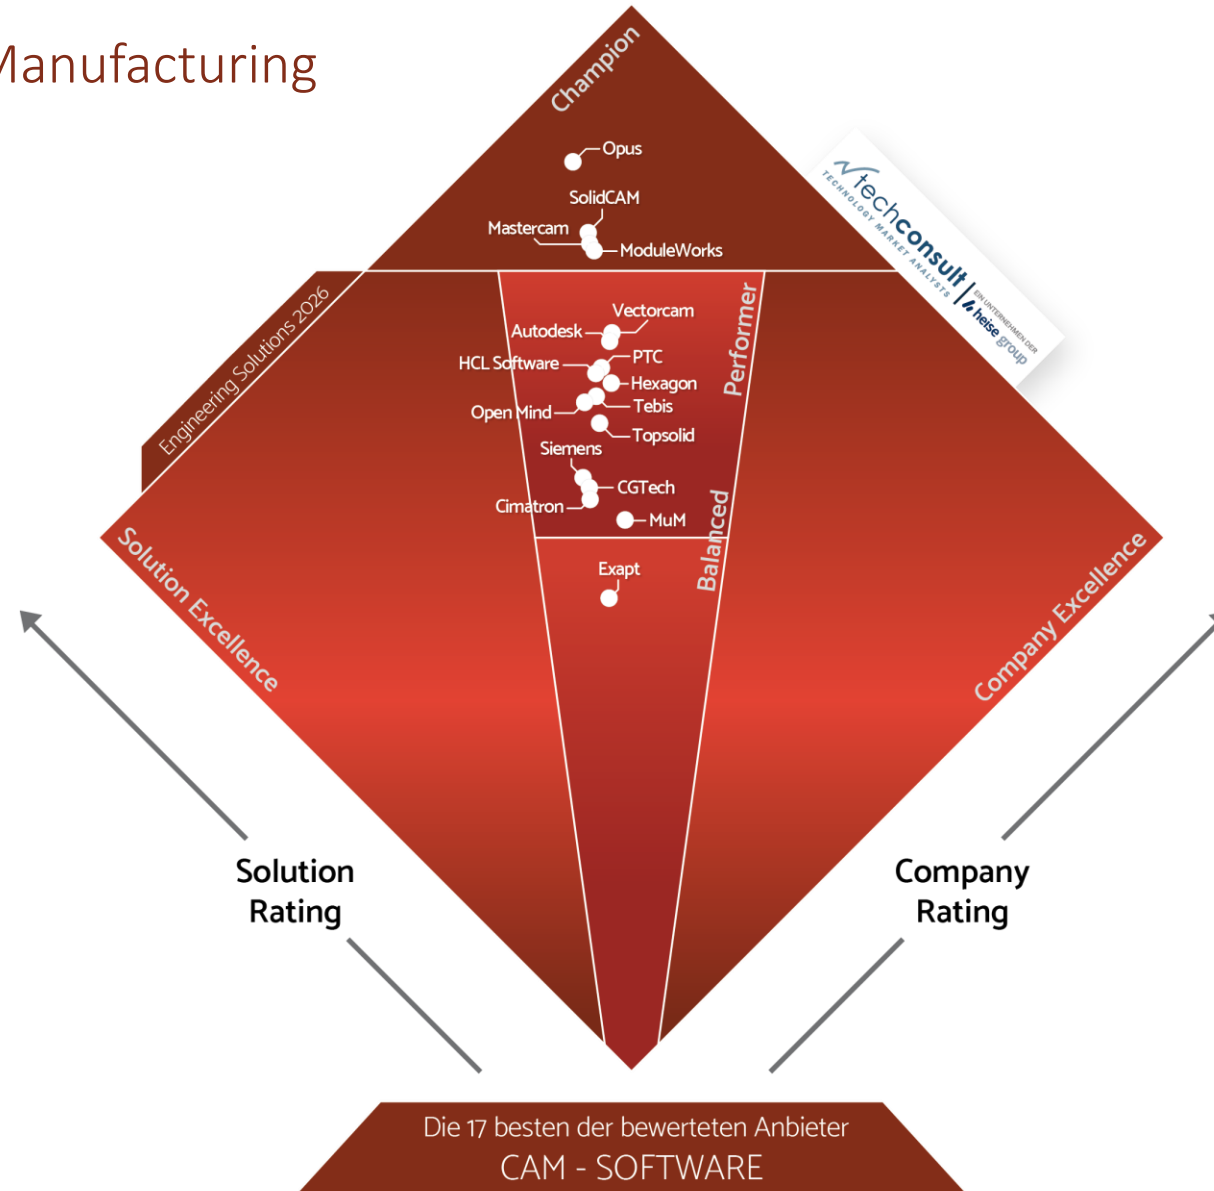 Manufacturing
Champion
Opus
SolidCAM
Mastercam
ModuleWorks
techconsult
TECHNOLOGY MARKET ANALYSTS
EIN UNTERNEHMEN DER
heise group
Engineering Solutions 2026
Performer
Vectorcam
Autodesk
PTC
HCL Software
Hexagon
Tebis
Open Mind
Topsolid
Siemens
CGTech
Cimatron
MuM
Balanced
Exapt
Solution Excellence
Company Excellence
Solution
Rating
Company
Rating
Die 17 besten der bewerteten Anbieter
CAM - SOFTWARE